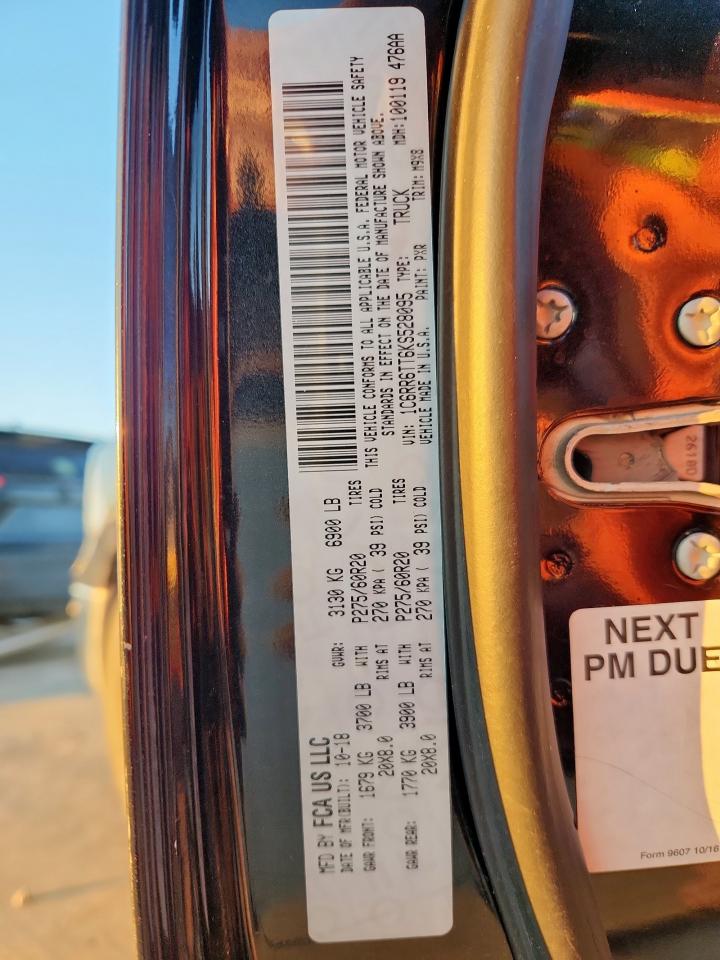 MFD BY FCA US LLC
DATE OF MFR(BUILT): 10-18 GVWR: 3130 KG 6900 LB
GAWR FRONT: 1679 KG 3700 LB WITH P275/60R20 TIRES
20X8.0 RIMS AT 270 KPA ( 39 PSI) COLD
GAWR REAR: 1770 KG 3900 LB WITH P275/60R20 TIRES
20X8.0 RIMS AT 270 KPA ( 39 PSI) COLD
THIS VEHICLE CONFORMS TO ALL APPLICABLE U.S.A. FEDERAL MOTOR VEHICLE SAFETY
STANDARDS IN EFFECT ON THE DATE OF MANUFACTURE SHOWN ABOVE.
VIN: 1C6RR6TT6KS528095 TYPE: TRUCK MDH:100119 476AA
VEHICLE MADE IN U.S.A. PAINT: PXR TRIM: M9X8
26180
NEXT
PM DUE
Form 9607 10/16